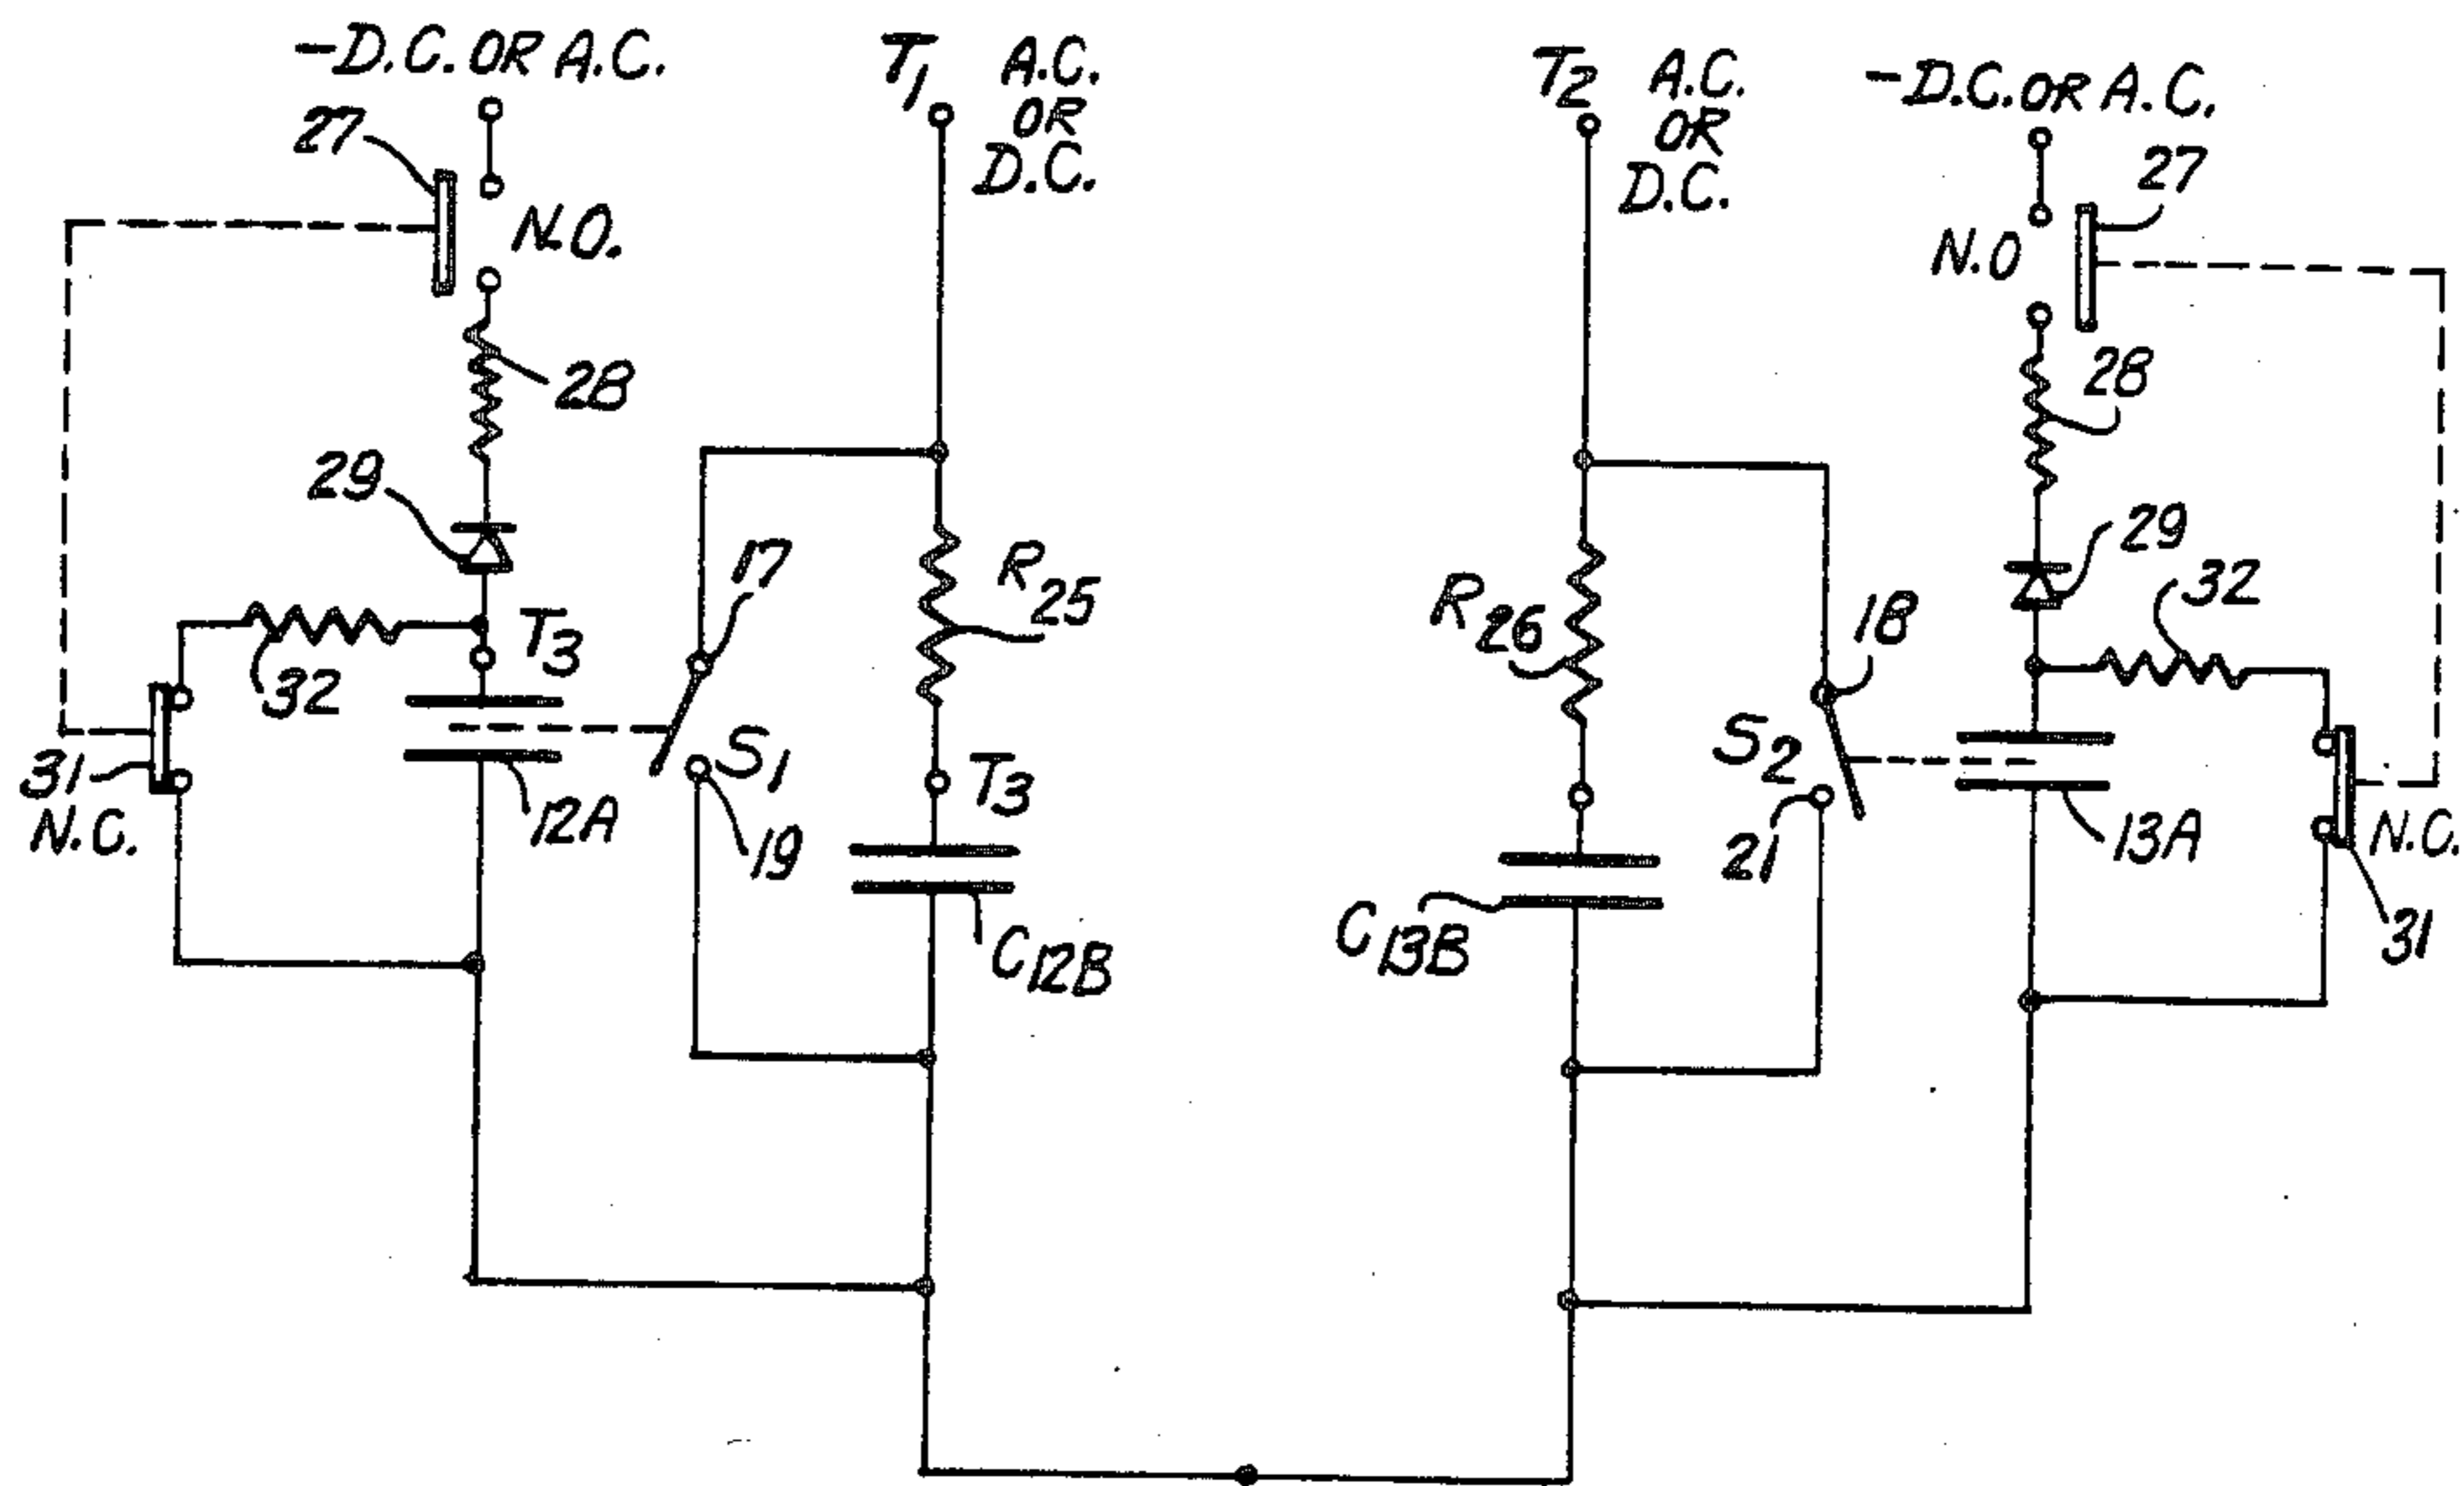 -D.C. OR A.C.
T1 A.C.
OR
D.C.
T2 A.C.
OR
D.C.
-D.C. OR A.C.
27
N.O.
27
N.O
28
28
29
29
17
R25
R26
18
32
T3
32
S1
S2
T3
31
N.C.
12A
19
21
13A
N.C.
C12B
C13B
31